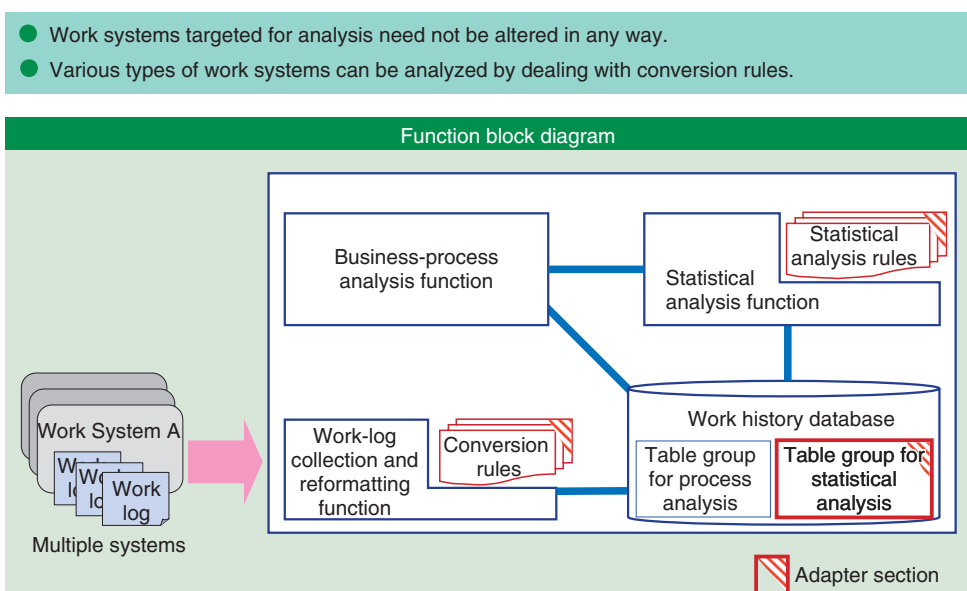 Work systems targeted for analysis need not be altered in any way.
Various types of work systems can be analyzed by dealing with conversion rules.
Function block diagram
Business-process
analysis function
Statistical
analysis rules
Statistical
analysis function
Work System A
Work
log
Multiple systems
Work-log
collection and
reformatting
function
Conversion
rules
Work history database
Table group
for process
analysis
Table group for
statistical
analysis
Adapter section